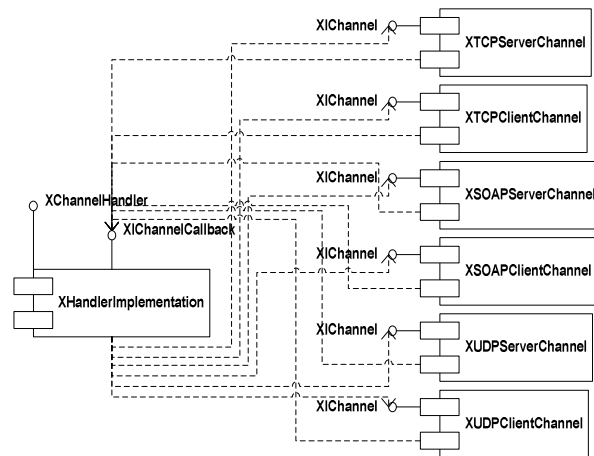 XIChannel
XTCPServerChannel
XIChannel
XTCPClientChannel
XIChannel
XSOAPServerChannel
XChannelHandler
XIChannelCallback
XIChannel
XSOAPClientChannel
XHandlerImplementation
XIChannel
XUDPServerChannel
XIChannel
XUDPClientChannel